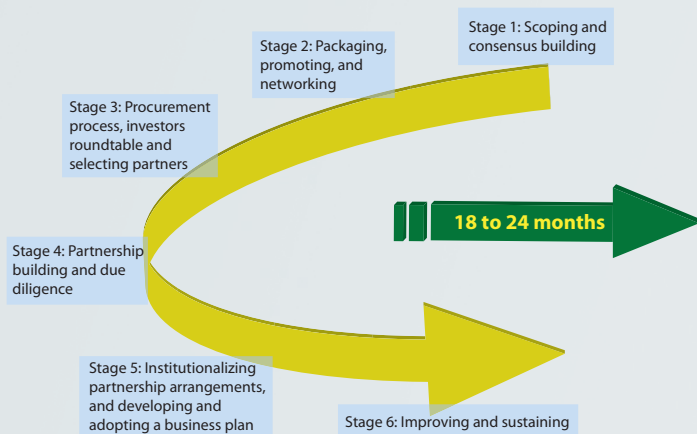 Stage 1: Scoping and
consensus building
Stage 2: Packaging,
promoting, and
networking
Stage 3: Procurement
process, investors
roundtable and
selecting partners
18 to 24 months
Stage 4: Partnership
building and due
diligence
Stage 5: Institutionalizing
partnership arrangements,
and developing and
adopting a business plan
Stage 6: Improving and sustaining